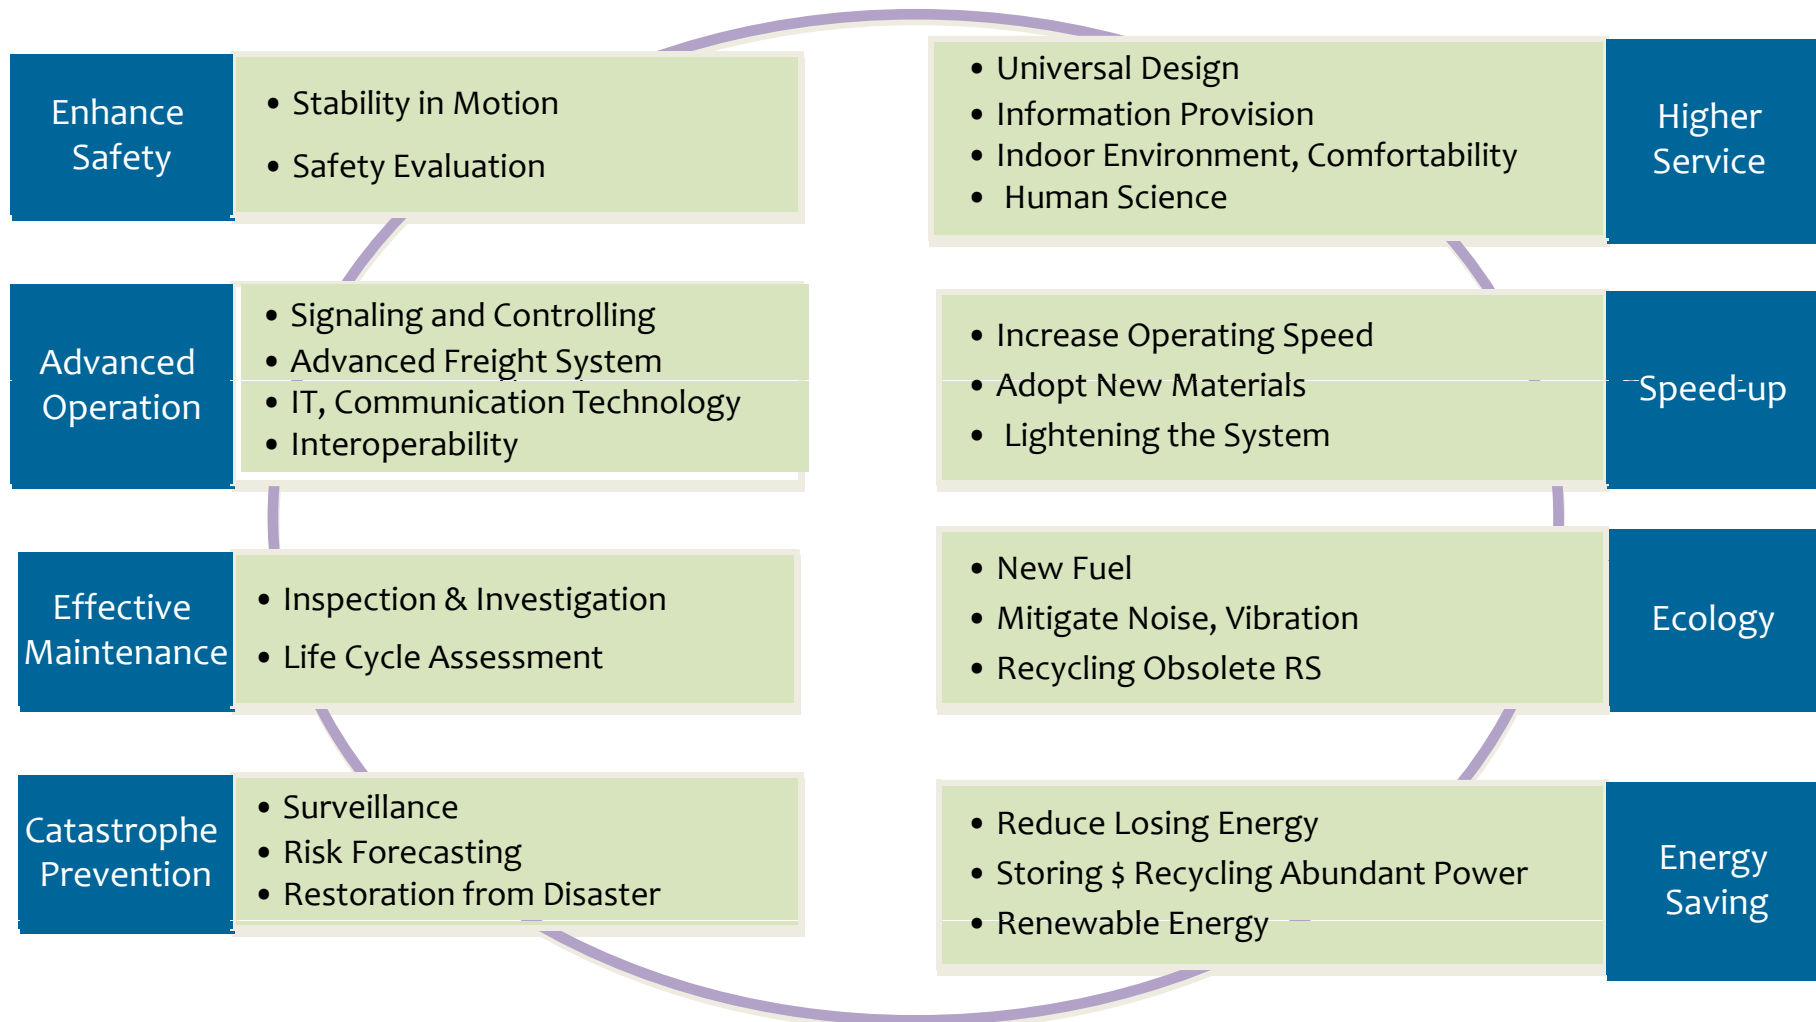 Enhance
Safety
• Stability in Motion
• Safety Evaluation
Advanced
Operation
• Signaling and Controlling
• Advanced Freight System
• IT, Communication Technology
• Interoperability
Effective
Maintenance
• Inspection & Investigation
• Life Cycle Assessment
Catastrophe
Prevention
• Surveillance
• Risk Forecasting
• Restoration from Disaster
• Universal Design
• Information Provision
• Indoor Environment, Comfortability
• Human Science
Higher
Service
• Increase Operating Speed
• Adopt New Materials
• Lightening the System
Speed-up
• New Fuel
• Mitigate Noise, Vibration
• Recycling Obsolete RS
Ecology
• Reduce Losing Energy
• Storing $ Recycling Abundant Power
• Renewable Energy
Energy
Saving